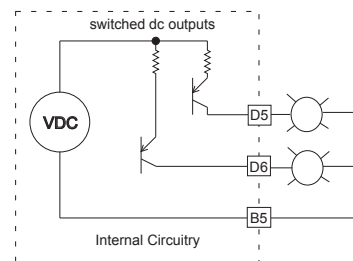 switched dc outputs
VDC
D5
D6
B5
Internal Circuitry